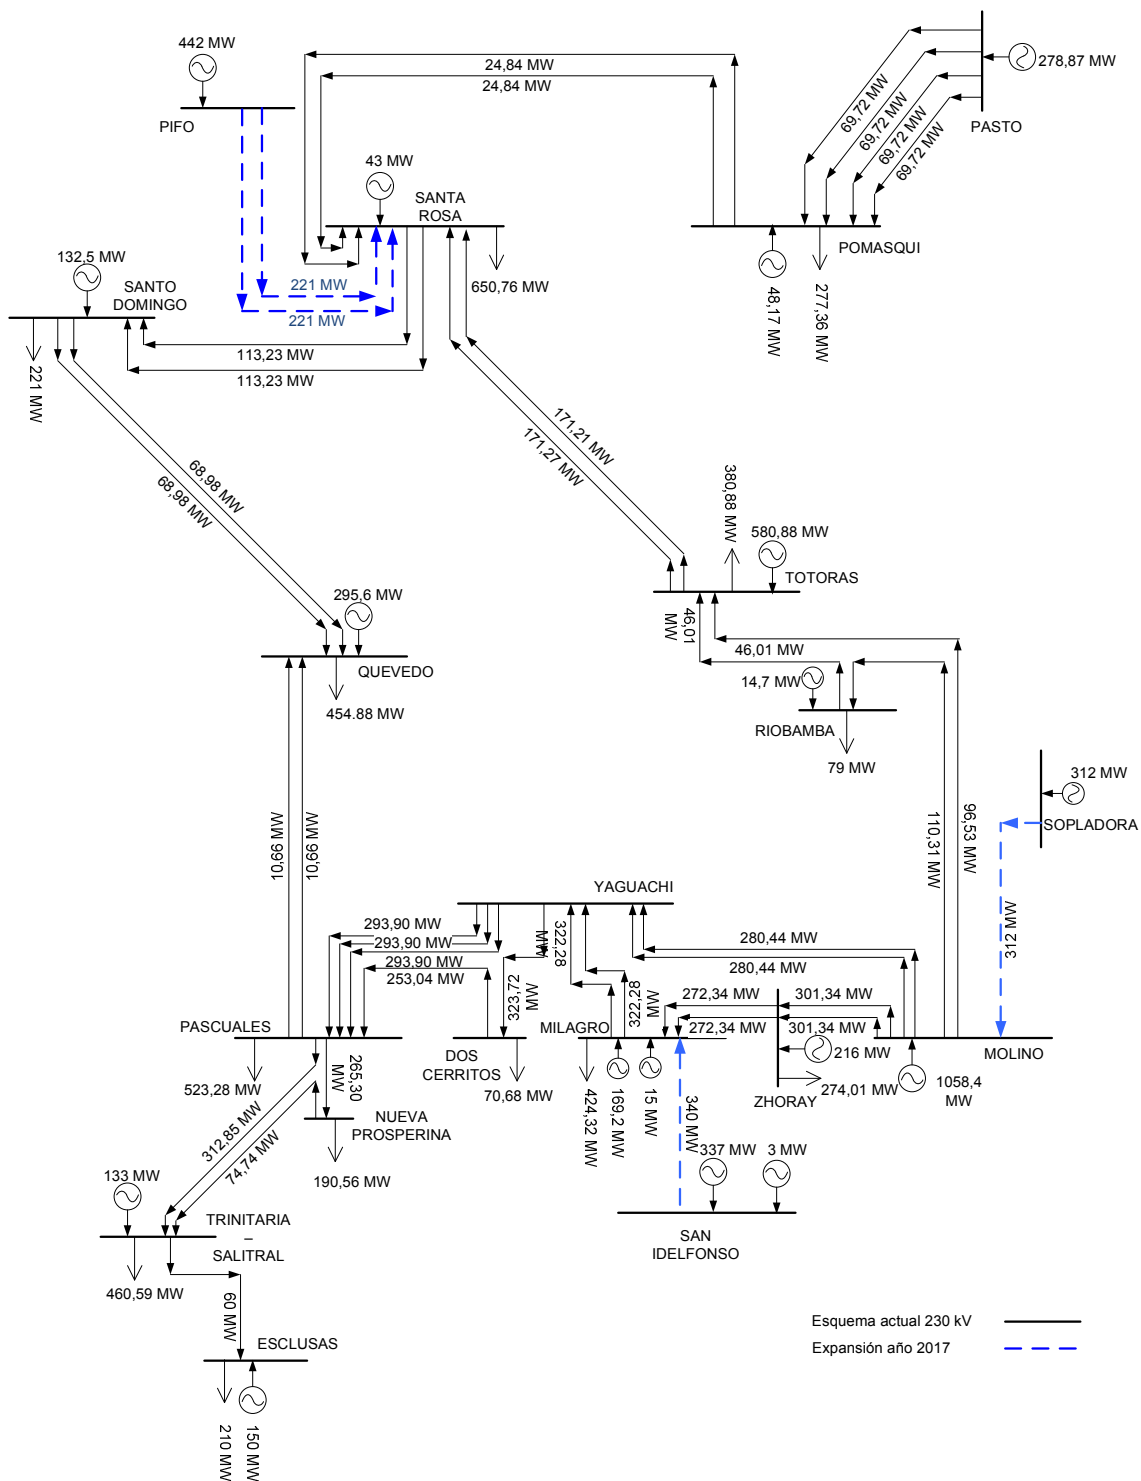 442 MW
PIFO
24,84 MW
24,84 MW
69,72 MW
69,72 MW
69,72 MW
69,72 MW
278,87 MW
PASTO
43 MW
SANTA
ROSA
650,76 MW
POMASQUI
48,17 MW
277,36 MW
221 MW
221 MW
132,5 MW
SANTO
DOMINGO
221 MW
113,23 MW
113,23 MW
68,98 MW
68,98 MW
171,21 MW
171,27 MW
380,88 MW
580,88 MW
TOTORAS
46,01
MW
46,01 MW
14,7 MW
RIOBAMBA
79 MW
295,6 MW
QUEVEDO
454.88 MW
10,66 MW
10,66 MW
110,31 MW
96,53 MW
312 MW
SOPLADORA
312 MW
YAGUACHI
293,90 MW
293,90 MW
293,90 MW
253,04 MW
322,28
MW
323,72
MW
322,28
MW
280,44 MW
280,44 MW
272,34 MW
272,34 MW
301,34 MW
301,34 MW
PASCUALES
523,28 MW
265,30
MW
DOS
CERRITOS
70,68 MW
MILAGRO
424,32 MW
169,2 MW
15 MW
340 MW
216 MW
274,01 MW
ZHORAY
MOLINO
1058,4
MW
NUEVA
PROSPERINA
190,56 MW
312,85 MW
74,74 MW
133 MW
TRINITARIA
–
SALITRAL
460,59 MW
60 MW
337 MW
3 MW
SAN
IDELFONSO
ESCLUSAS
210 MW
150 MW
Esquema actual 230 kV
Expansión año 2017